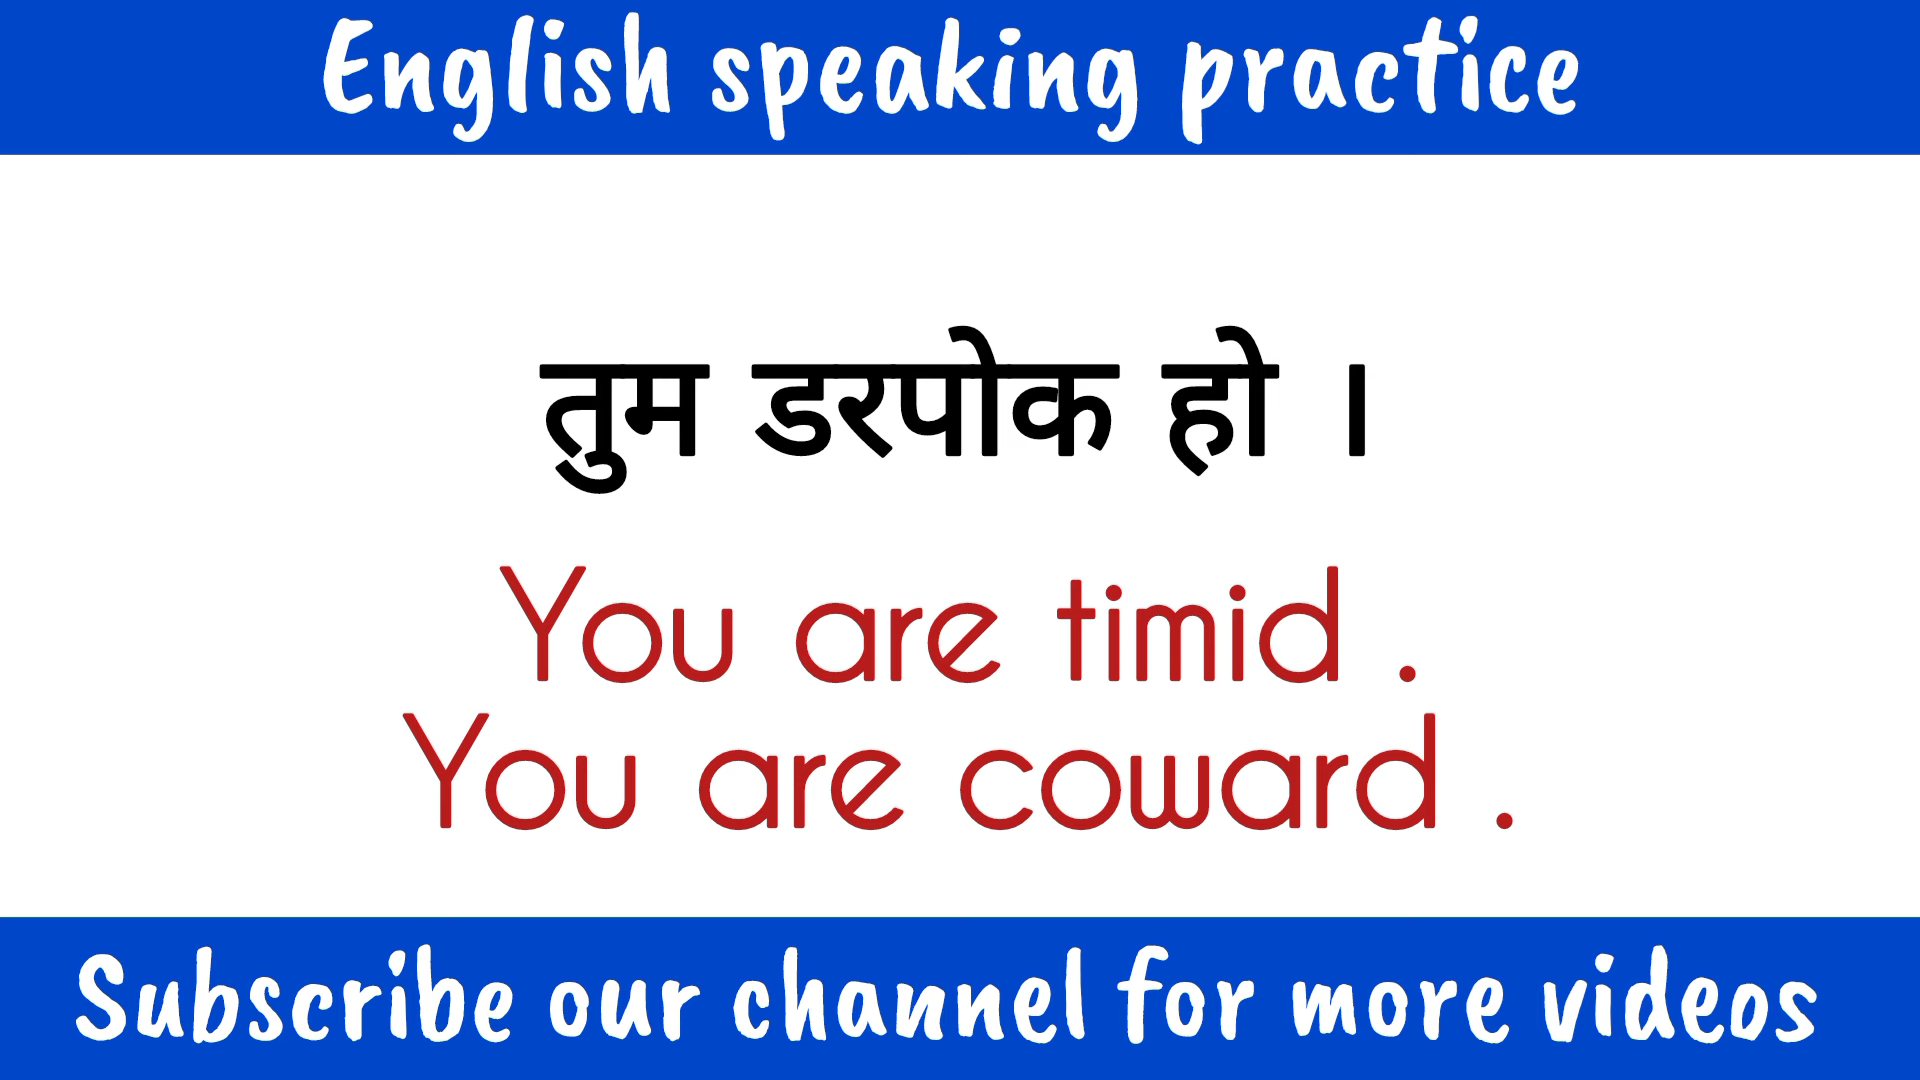 English speaking practice
तुम डरपोक हो ।
You are timid .
You are coward .
Subscribe our channel for more videos